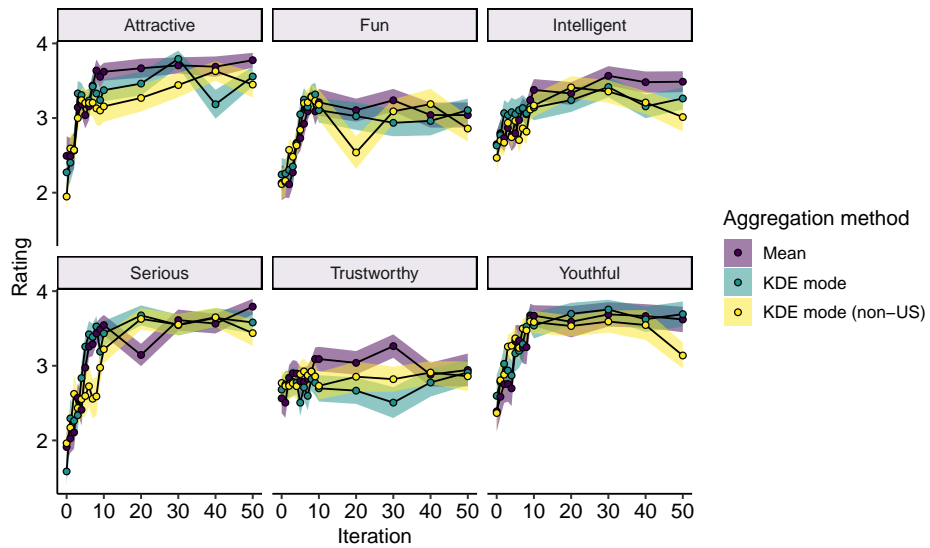 Attractive
Fun
Intelligent
4
3
2
Serious
Trustworthy
Youthful
4
3
2
0 10 20 30 40 50
0 10 20 30 40 50
0 10 20 30 40 50
Iteration
Rating
Aggregation method
Mean
KDE mode
KDE mode (non−US)